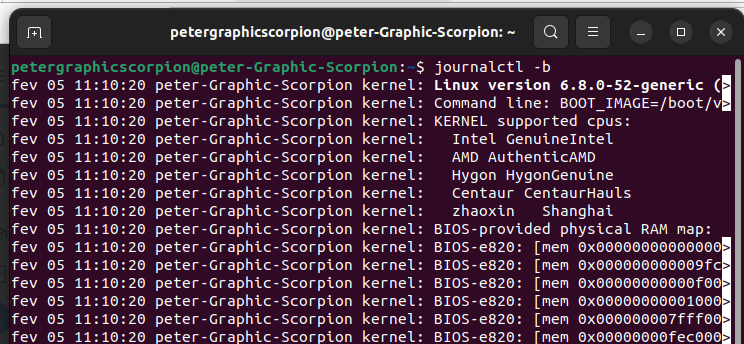 petergraphicscorpion@peter-Graphic-Scorpion: ~
petergraphicscorpion@peter-Graphic-Scorpion:~$ journalctl -b
fev 05 11:10:20 peter-Graphic-Scorpion kernel: Linux version 6.8.0-52-generic (>
fev 05 11:10:20 peter-Graphic-Scorpion kernel: Command line: BOOT_IMAGE=/boot/v>
fev 05 11:10:20 peter-Graphic-Scorpion kernel: KERNEL supported cpus:
fev 05 11:10:20 peter-Graphic-Scorpion kernel:   Intel GenuineIntel
fev 05 11:10:20 peter-Graphic-Scorpion kernel:   AMD AuthenticAMD
fev 05 11:10:20 peter-Graphic-Scorpion kernel:   Hygon HygonGenuine
fev 05 11:10:20 peter-Graphic-Scorpion kernel:   Centaur CentaurHauls
fev 05 11:10:20 peter-Graphic-Scorpion kernel:   zhaoxin   Shanghai
fev 05 11:10:20 peter-Graphic-Scorpion kernel: BIOS-provided physical RAM map:
fev 05 11:10:20 peter-Graphic-Scorpion kernel: BIOS-e820: [mem 0x00000000000000>
fev 05 11:10:20 peter-Graphic-Scorpion kernel: BIOS-e820: [mem 0x000000000009fc>
fev 05 11:10:20 peter-Graphic-Scorpion kernel: BIOS-e820: [mem 0x00000000000f00>
fev 05 11:10:20 peter-Graphic-Scorpion kernel: BIOS-e820: [mem 0x00000000001000>
fev 05 11:10:20 peter-Graphic-Scorpion kernel: BIOS-e820: [mem 0x000000007fff00>
fev 05 11:10:20 peter-Graphic-Scorpion kernel: BIOS-e820: [mem 0x00000000fec000>